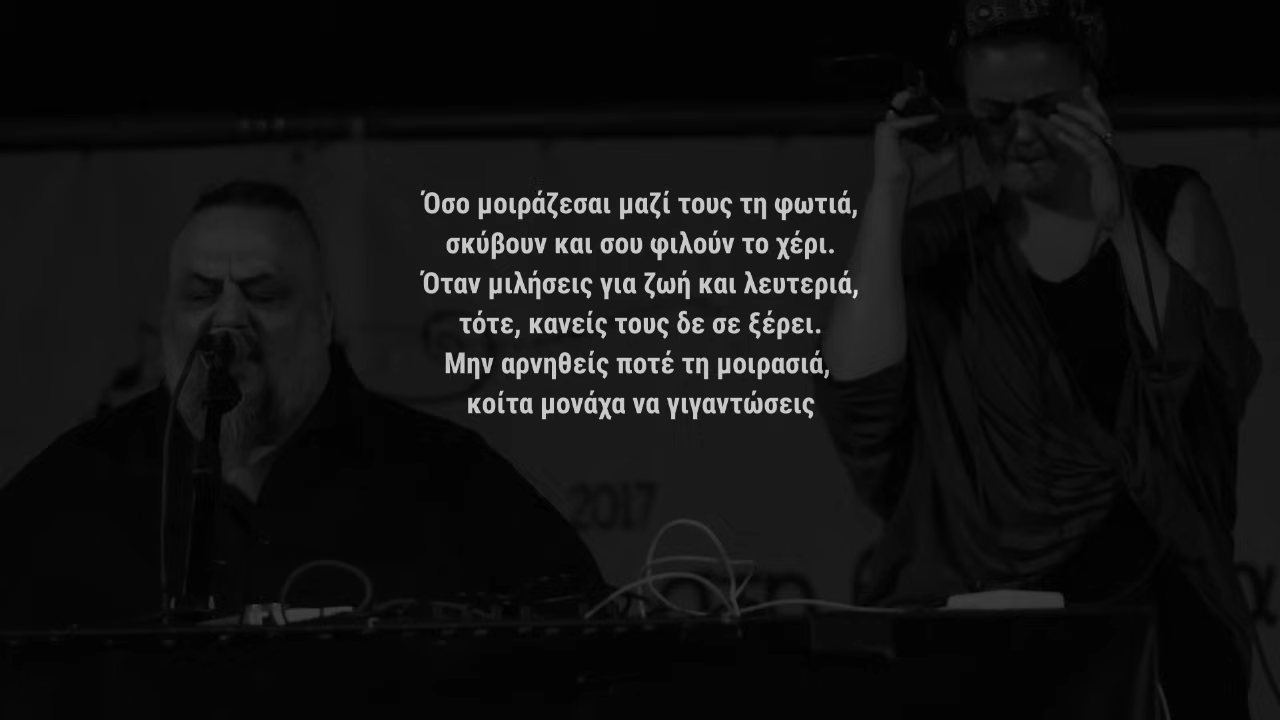 Όσο μοιράζεσαι μαζί τους τη φωτιά,
σκύβουν και σου φιλούν το χέρι.
Όταν μιλήσεις για ζωή και λευτεριά,
τότε, κανείς τους δε σε ξέρει.
Μην αρνηθείς ποτέ τη μοιρασιά,
κοίτα μονάχα να γιγαντώσεις
2017